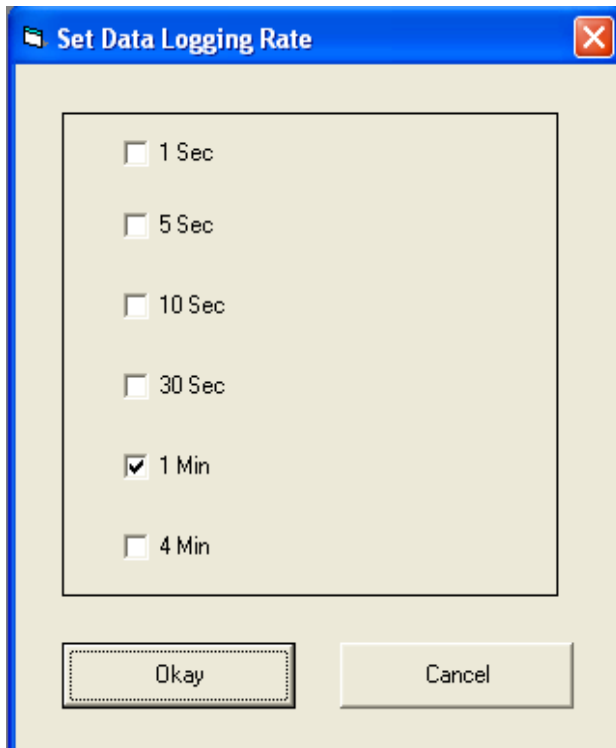 Set Data Logging Rate
1 Sec
5 Sec
10 Sec
30 Sec
1 Min
4 Min
Okay Cancel